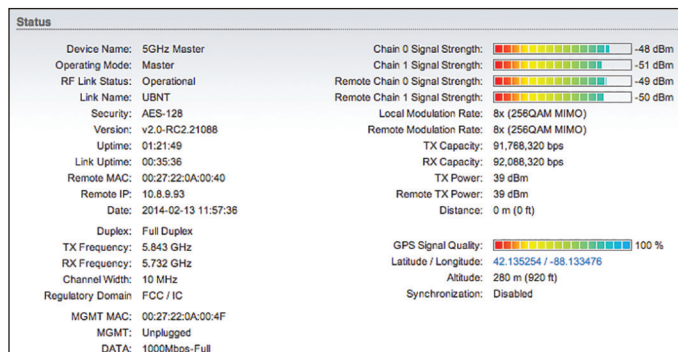 Status
Device Name: 5GHz Master
Operating Mode: Master
RF Link Status: Operational
Link Name: UBNT
Security: AES-128
Version: v2.0-RC2.21088
Uptime: 01:21:49
Link Uptime: 00:35:36
Remote MAC: 00:27:22:0A:00:40
Remote IP: 10.8.9.93
Date: 2014-02-13 11:57:36
Duplex: Full Duplex
TX Frequency: 5.843 GHz
RX Frequency: 5.732 GHz
Channel Width: 10 MHz
Regulatory Domain FCC / IC
MGMT MAC: 00:27:22:0A:00:4F
MGMT: Unplugged
DATA: 1000Mbps-Full
Chain 0 Signal Strength: -48 dBm
Chain 1 Signal Strength: -51 dBm
Remote Chain 0 Signal Strength: -49 dBm
Remote Chain 1 Signal Strength: -50 dBm
Local Modulation Rate: 8x (256QAM MIMO)
Remote Modulation Rate: 8x (256QAM MIMO)
TX Capacity: 91,768,320 bps
RX Capacity: 92,088,320 bps
TX Power: 39 dBm
Remote TX Power: 39 dBm
Distance: 0 m (0 ft)
GPS Signal Quality: 100 %
Latitude / Longitude: 42.135254 / -88.133476
Altitude: 280 m (920 ft)
Synchronization: Disabled